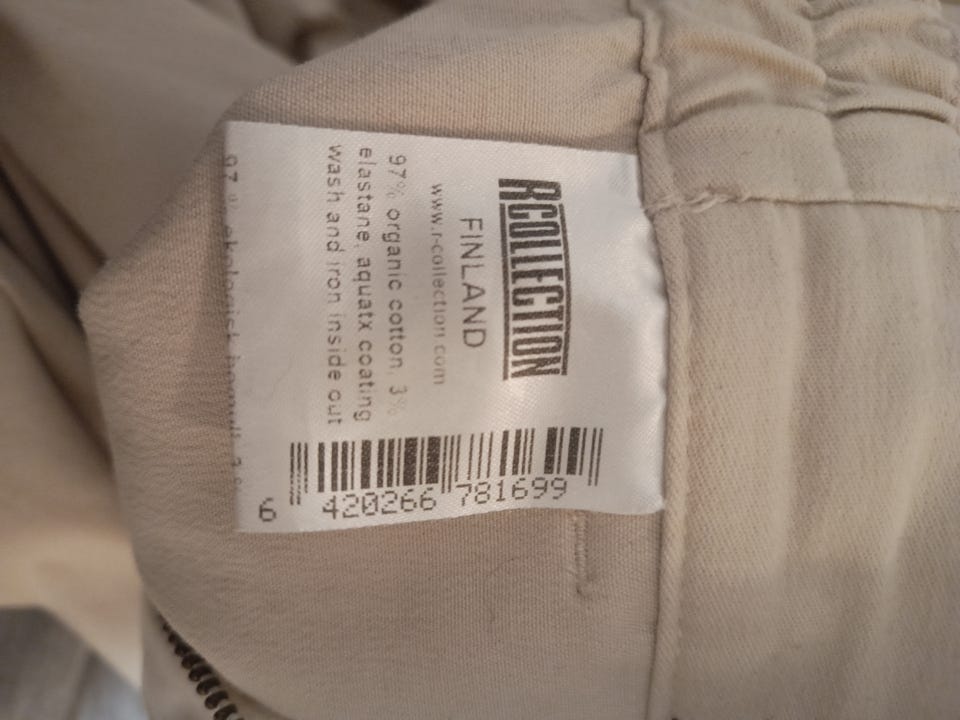 RCOLLECTION
FINLAND
www.r-collection.com
97% organic cotton, 3%
elastane, aquatx coating
wash and iron inside out
6 420266 781699